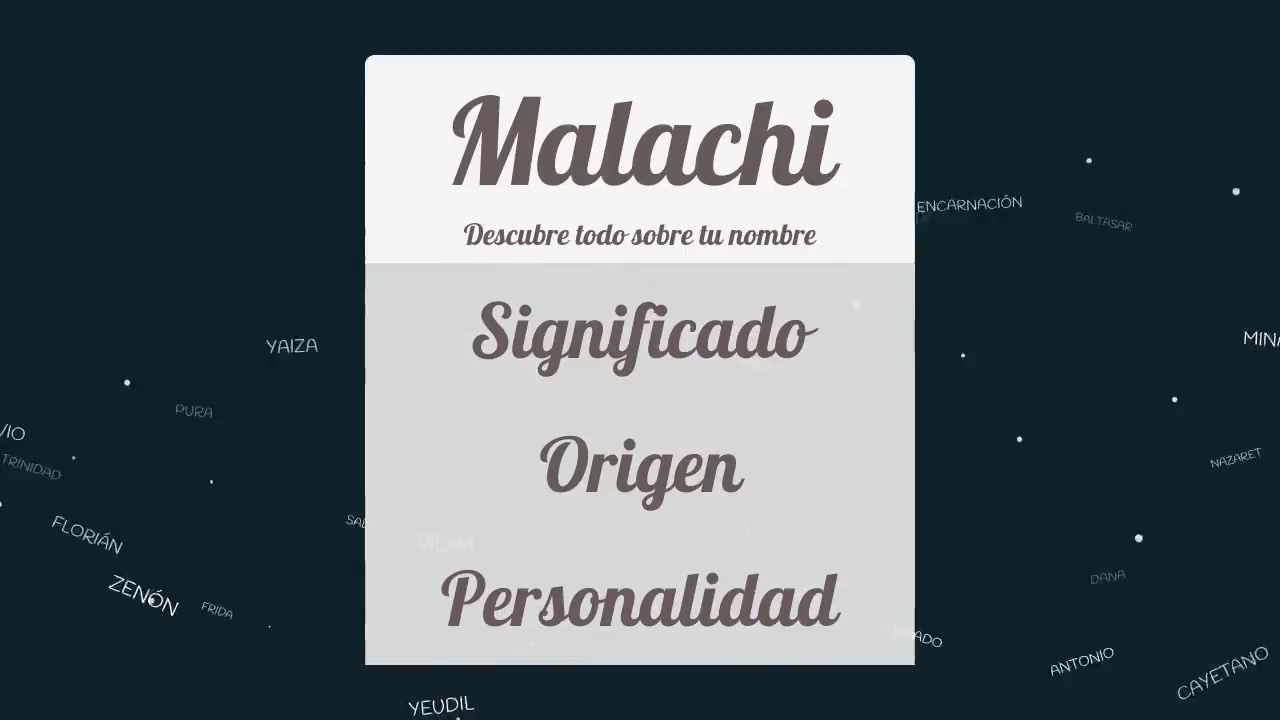 Malachi
Descubre todo sobre tu nombre
Significado
Origen
Personalidad
ENCARNACIÓN
BALTASAR
YAIZA
PURA
TRINIDAD
FLORIÁN
ZENÓN
FRIDA
NAZARET
DANA
ANTONIO
CAYETANO
YEUDIL